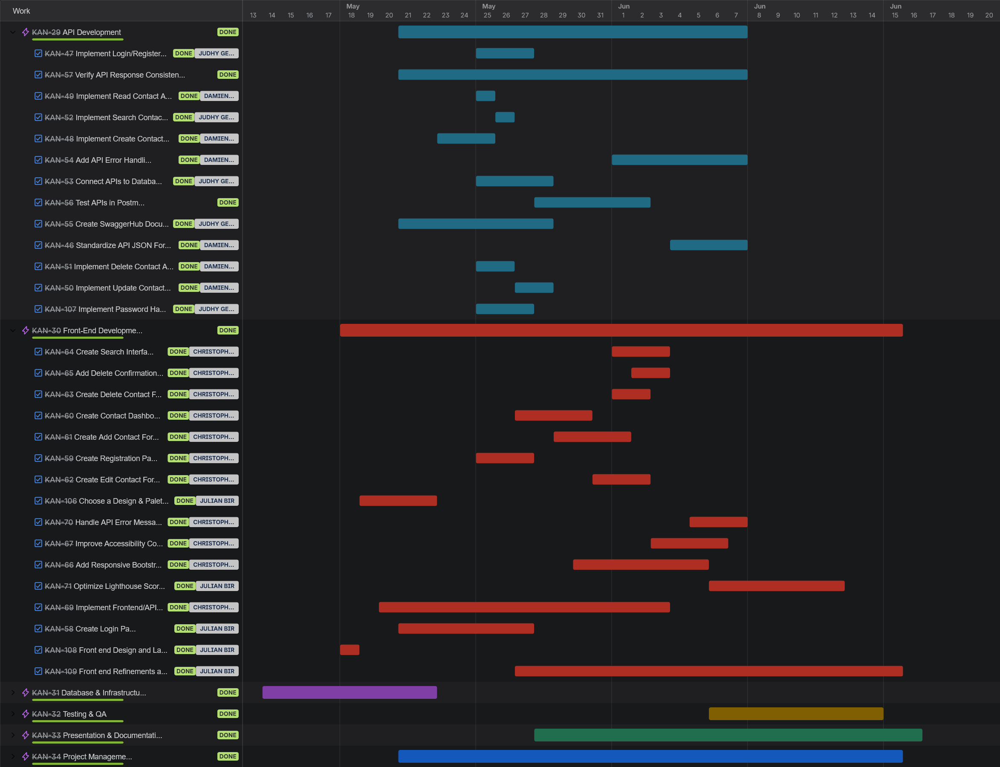 Work
May May Jun Jun Jun
13 14 15 16 17 18 19 20 21 22 23 24 25 26 27 28 29 30 31 1 2 3 4 5 6 7 8 9 10 11 12 13 14 15 16 17 18 19 20
KAN-29 API Development DONE
KAN-47 Implement Login/Register... DONE JUDHY GE...
KAN-57 Verify API Response Consisten... DONE
KAN-49 Implement Read Contact A... DONE DAMIEN...
KAN-52 Implement Search Contac... DONE JUDHY GE...
KAN-48 Implement Create Contact... DONE DAMIEN...
KAN-54 Add API Error Handli... DONE DAMIEN...
KAN-53 Connect APIs to Databa... DONE JUDHY GE...
KAN-56 Test APIs in Postm... DONE
KAN-55 Create SwaggerHub Docu... DONE JUDHY GE...
KAN-46 Standardize API JSON For... DONE DAMIEN...
KAN-51 Implement Delete Contact A... DONE DAMIEN...
KAN-50 Implement Update Contact... DONE DAMIEN...
KAN-107 Implement Password Ha... DONE JUDHY GE...
KAN-30 Front-End Developme... DONE
KAN-64 Create Search Interfa... DONE CHRISTOPH...
KAN-65 Add Delete Confirmation... DONE CHRISTOPH...
KAN-63 Create Delete Contact F... DONE CHRISTOPH...
KAN-60 Create Contact Dashbo... DONE CHRISTOPH...
KAN-61 Create Add Contact For... DONE CHRISTOPH...
KAN-59 Create Registration Pa... DONE CHRISTOPH...
KAN-62 Create Edit Contact For... DONE CHRISTOPH...
KAN-106 Choose a Design & Palet... DONE JULIAN BIR
KAN-70 Handle API Error Messa... DONE CHRISTOPH...
KAN-67 Improve Accessibility Co... DONE CHRISTOPH...
KAN-66 Add Responsive Bootstr... DONE CHRISTOPH...
KAN-71 Optimize Lighthouse Scor... DONE JULIAN BIR
KAN-69 Implement Frontend/API... DONE CHRISTOPH...
KAN-58 Create Login Pa... DONE JULIAN BIR
KAN-108 Front end Design and La... DONE JULIAN BIR
KAN-109 Front end Refinements a... DONE JULIAN BIR
KAN-31 Database & Infrastructu... DONE
KAN-32 Testing & QA DONE
KAN-33 Presentation & Documentati... DONE
KAN-34 Project Manageme... DONE